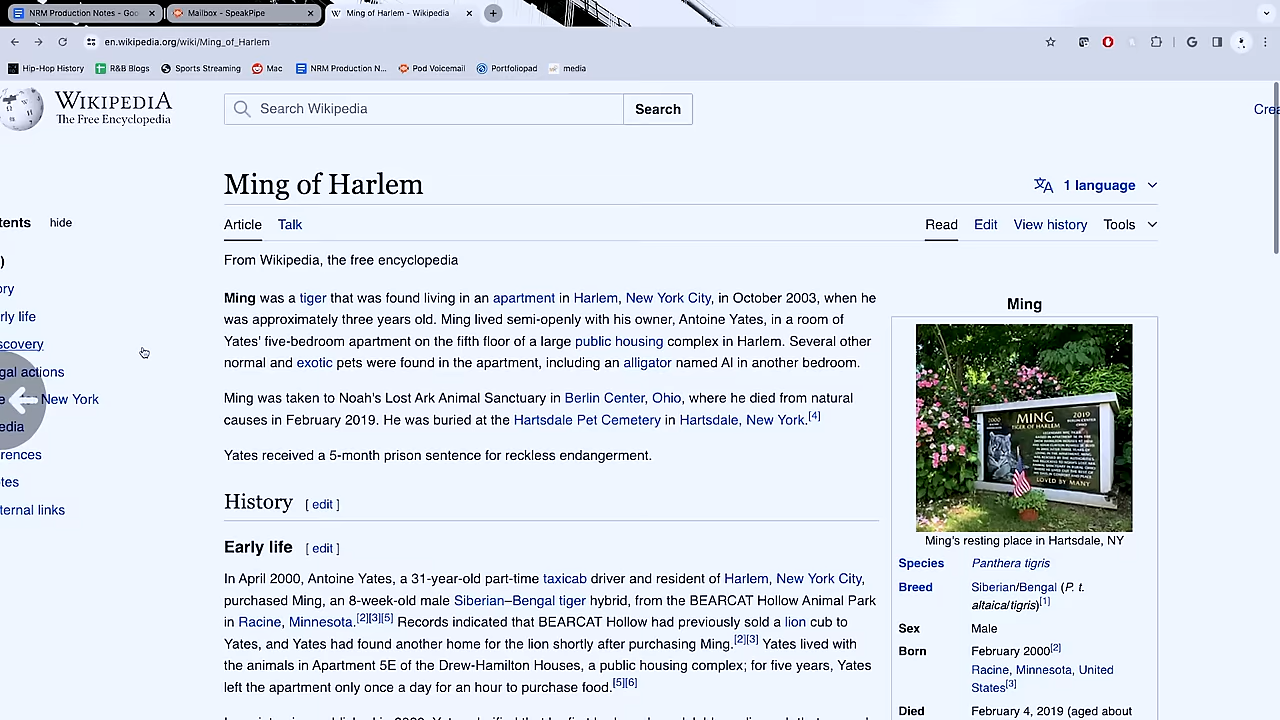 NRM Production Notes - Goo
Mailbox - SpeakPipe
Ming of Harlem - Wikipedia
en.wikipedia.org/wiki/Ming_of_Harlem
Hip-Hop History
R&B Blogs
Sports Streaming
Mac
NRM Production N...
Pod Voicemail
Portfoliopad
media
WIKIPEDIA
The Free Encyclopedia
Search Wikipedia
Search
Crea
Ming of Harlem
1 language
tents hide
Article Talk
Read Edit View history Tools
)
ory
rly life
scovery
gal actions
e New York
edia
erences
tes
ternal links
From Wikipedia, the free encyclopedia
Ming was a tiger that was found living in an apartment in Harlem, New York City, in October 2003, when he
was approximately three years old. Ming lived semi-openly with his owner, Antoine Yates, in a room of
Yates' five-bedroom apartment on the fifth floor of a large public housing complex in Harlem. Several other
normal and exotic pets were found in the apartment, including an alligator named Al in another bedroom.
Ming was taken to Noah's Lost Ark Animal Sanctuary in Berlin Center, Ohio, where he died from natural
causes in February 2019. He was buried at the Hartsdale Pet Cemetery in Hartsdale, New York.[4]
Yates received a 5-month prison sentence for reckless endangerment.
History [ edit ]
Early life [ edit ]
In April 2000, Antoine Yates, a 31-year-old part-time taxicab driver and resident of Harlem, New York City,
purchased Ming, an 8-week-old male Siberian–Bengal tiger hybrid, from the BEARCAT Hollow Animal Park
in Racine, Minnesota.[2][3][5] Records indicated that BEARCAT Hollow had previously sold a lion cub to
Yates, and Yates had found another home for the lion shortly after purchasing Ming.[2][3] Yates lived with
the animals in Apartment 5E of the Drew-Hamilton Houses, a public housing complex; for five years, Yates
left the apartment only once a day for an hour to purchase food.[5][6]
Ming
MING
TIGER OF HARLEM
2000
2019
LOVED BY MANY
Ming's resting place in Hartsdale, NY
Species Panthera tigris
Breed Siberian/Bengal (P. t.
altaica/tigris)[1]
Sex Male
Born February 2000[2]
Racine, Minnesota, United
States[3]
Died February 4, 2019 (aged about